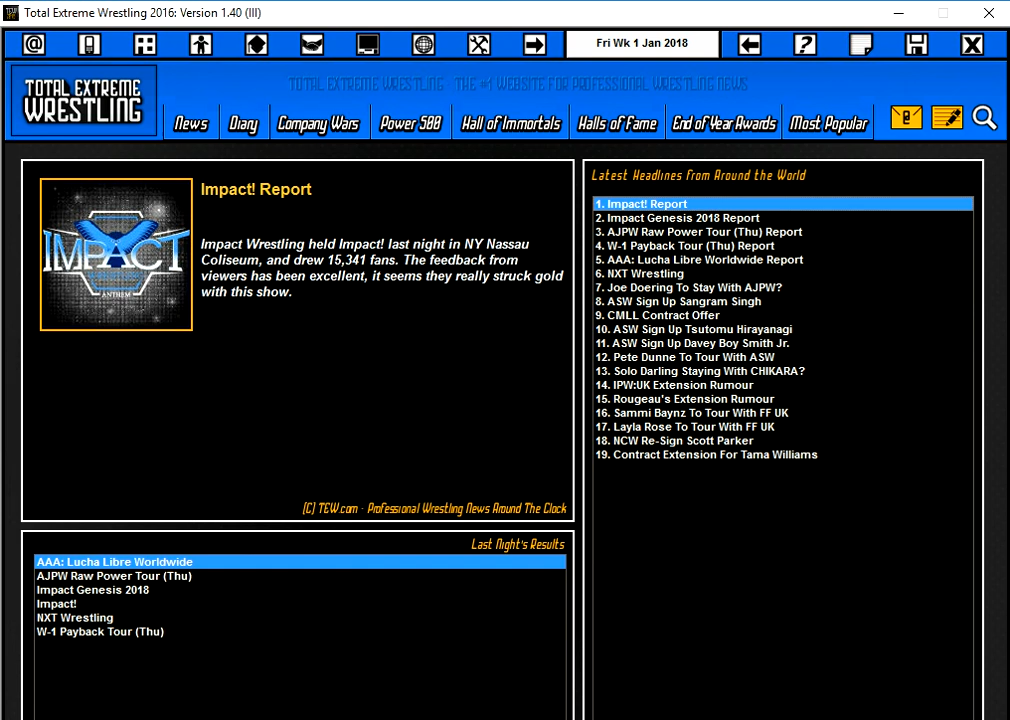 Total Extreme Wrestling 2016: Version 1.40 (III)
Fri Wk 1 Jan 2018
TOTAL EXTREME WRESTLING
TOTAL EXTREME WRESTLING - THE #1 WEBSITE FOR PROFESSIONAL WRESTLING NEWS
News
Diary
Company Wars
Power 500
Hall of Immortals
Halls of Fame
End of Year Awards
Most Popular
IMPACT
ANTHEM
Impact! Report
Impact Wrestling held Impact! last night in NY Nassau
Coliseum, and drew 15,341 fans. The feedback from
viewers has been excellent, it seems they really struck gold
with this show.
(C) TEW.com - Professional Wrestling News Around The Clock
Last Night's Results
AAA: Lucha Libre Worldwide
AJPW Raw Power Tour (Thu)
Impact Genesis 2018
Impact!
NXT Wrestling
W-1 Payback Tour (Thu)
Latest Headlines From Around the World
1. Impact! Report
2. Impact Genesis 2018 Report
3. AJPW Raw Power Tour (Thu) Report
4. W-1 Payback Tour (Thu) Report
5. AAA: Lucha Libre Worldwide Report
6. NXT Wrestling
7. Joe Doering To Stay With AJPW?
8. ASW Sign Up Sangram Singh
9. CMLL Contract Offer
10. ASW Sign Up Tsutomu Hirayanagi
11. ASW Sign Up Davey Boy Smith Jr.
12. Pete Dunne To Tour With ASW
13. Solo Darling Staying With CHIKARA?
14. IPW:UK Extension Rumour
15. Rougeau's Extension Rumour
16. Sammi Baynz To Tour With FF UK
17. Layla Rose To Tour With FF UK
18. NCW Re-Sign Scott Parker
19. Contract Extension For Tama Williams